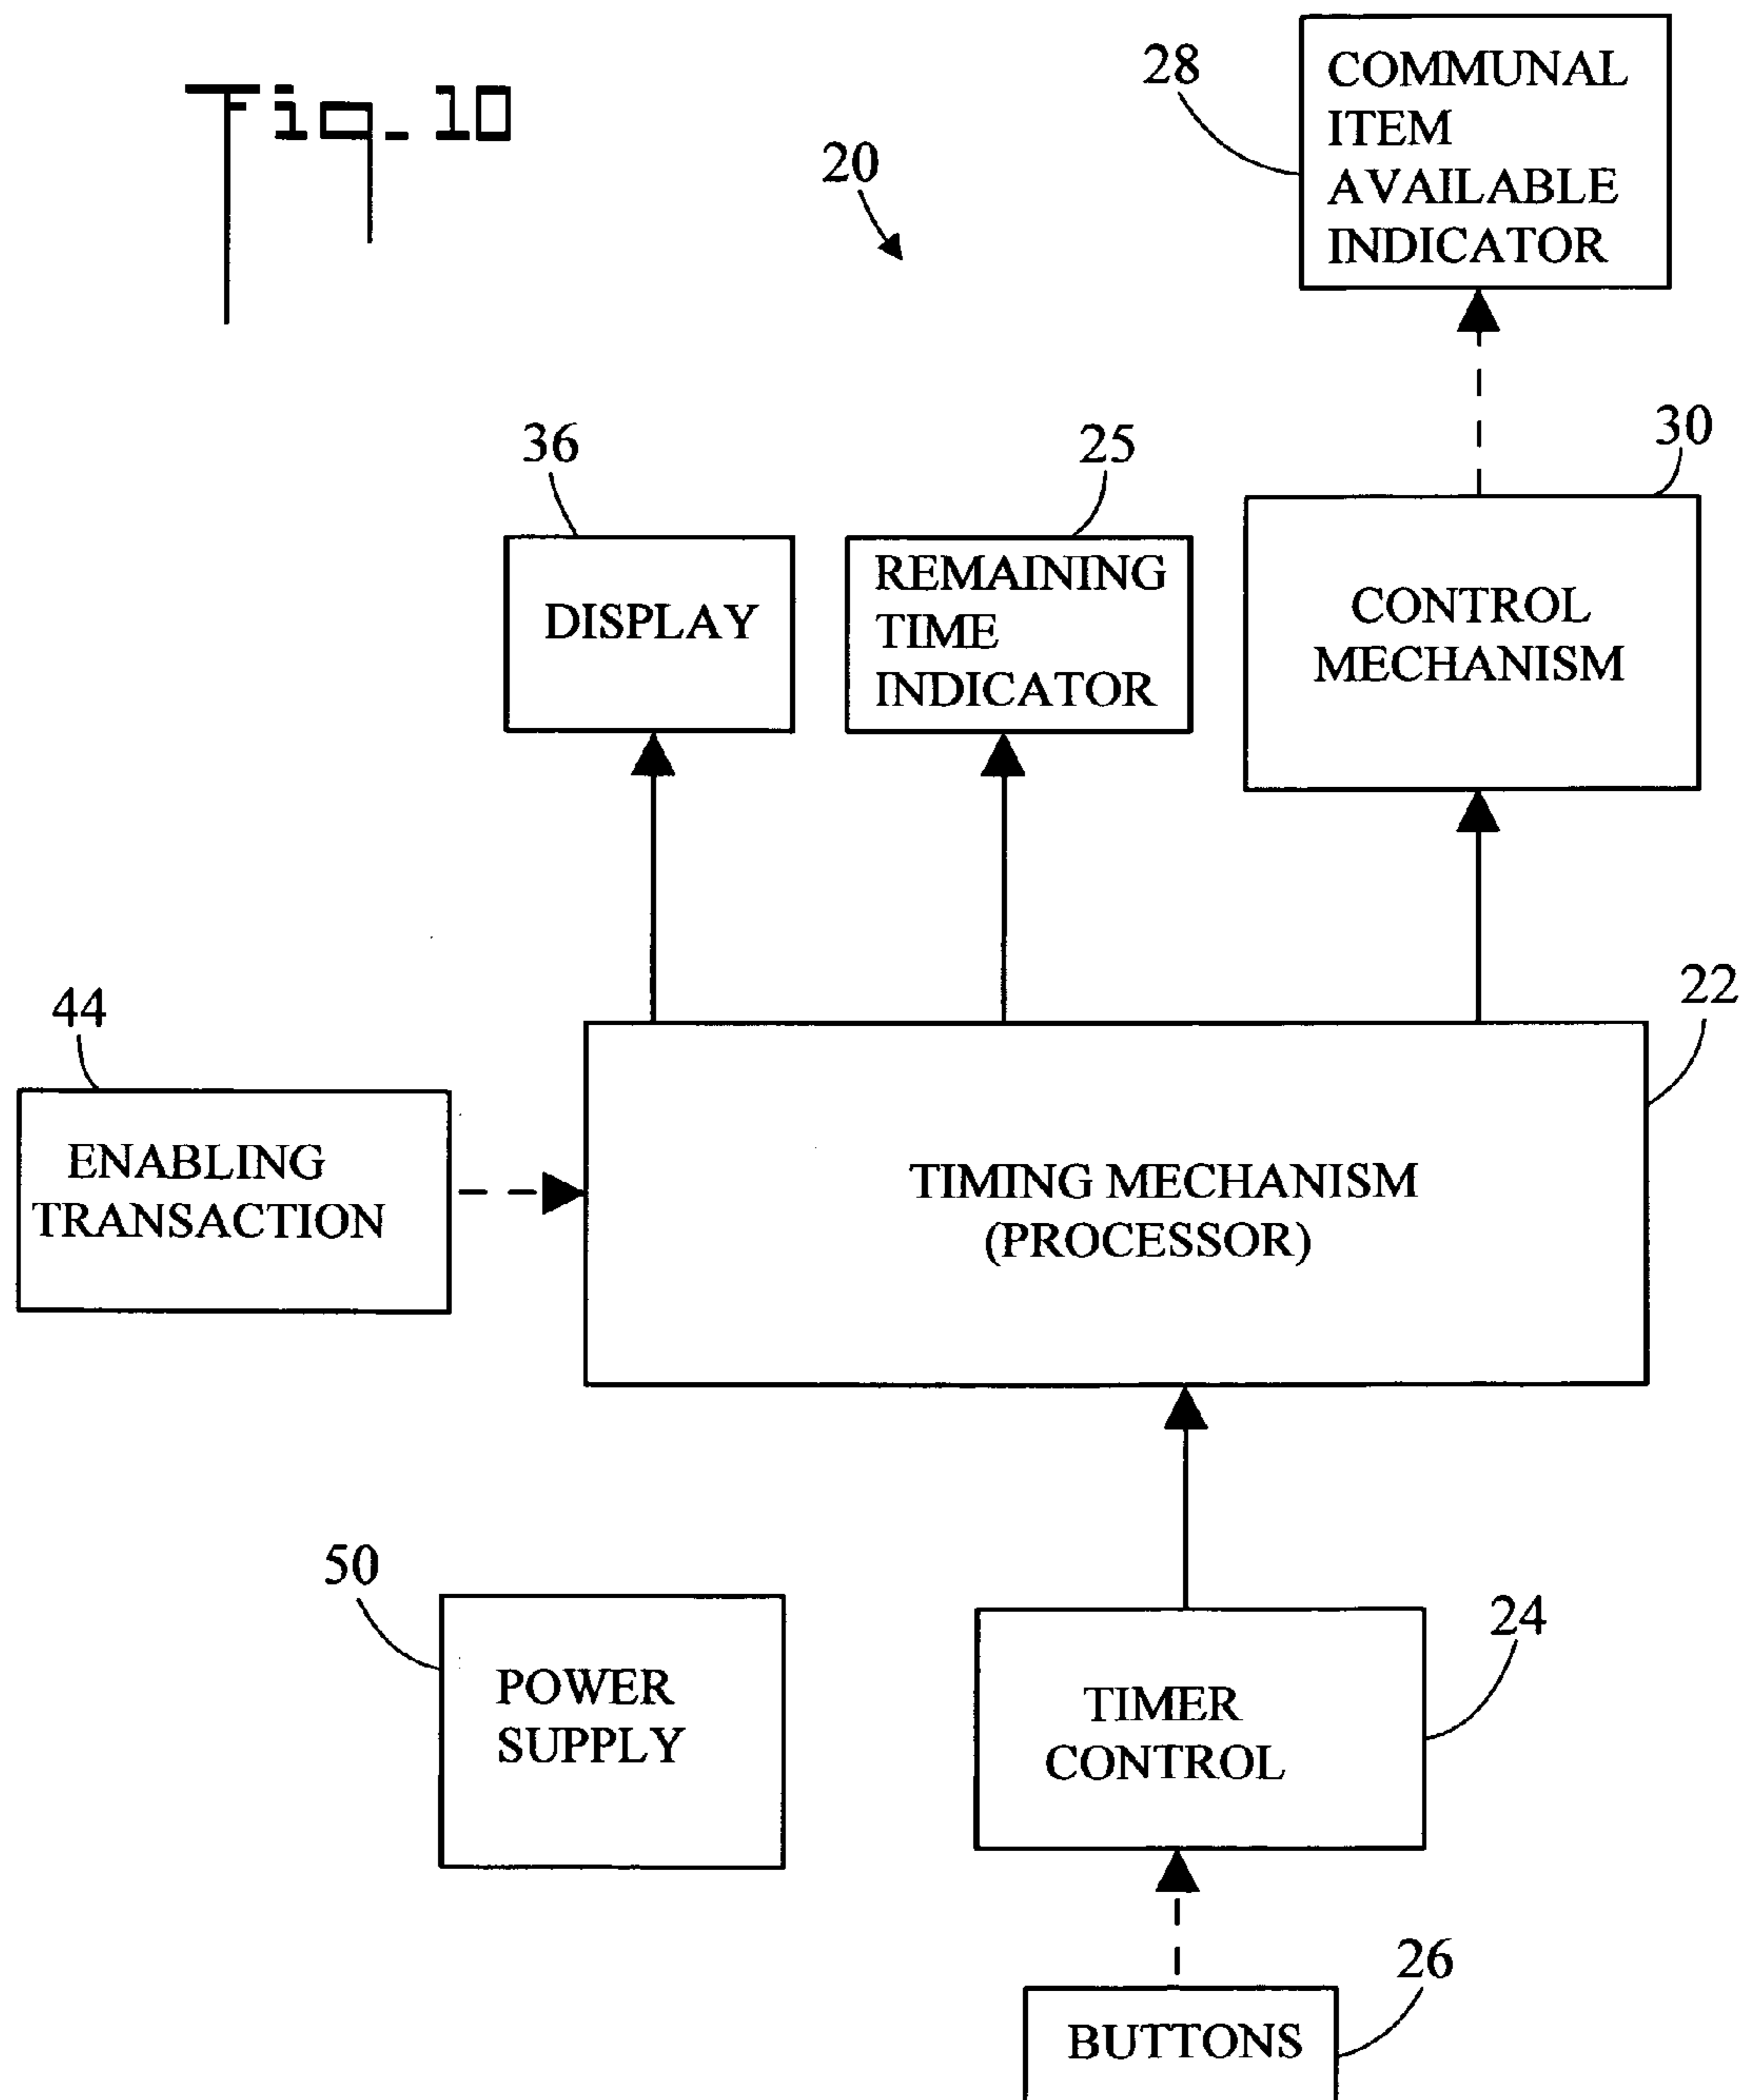 Fig. 10
28
COMMUNAL
ITEM
AVAILABLE
INDICATOR
20
36
25
30
DISPLAY
REMAINING
TIME
INDICATOR
CONTROL
MECHANISM
44
22
ENABLING
TRANSACTION
TIMING MECHANISM
(PROCESSOR)
50
24
POWER
SUPPLY
TIMER
CONTROL
26
BUTTONS